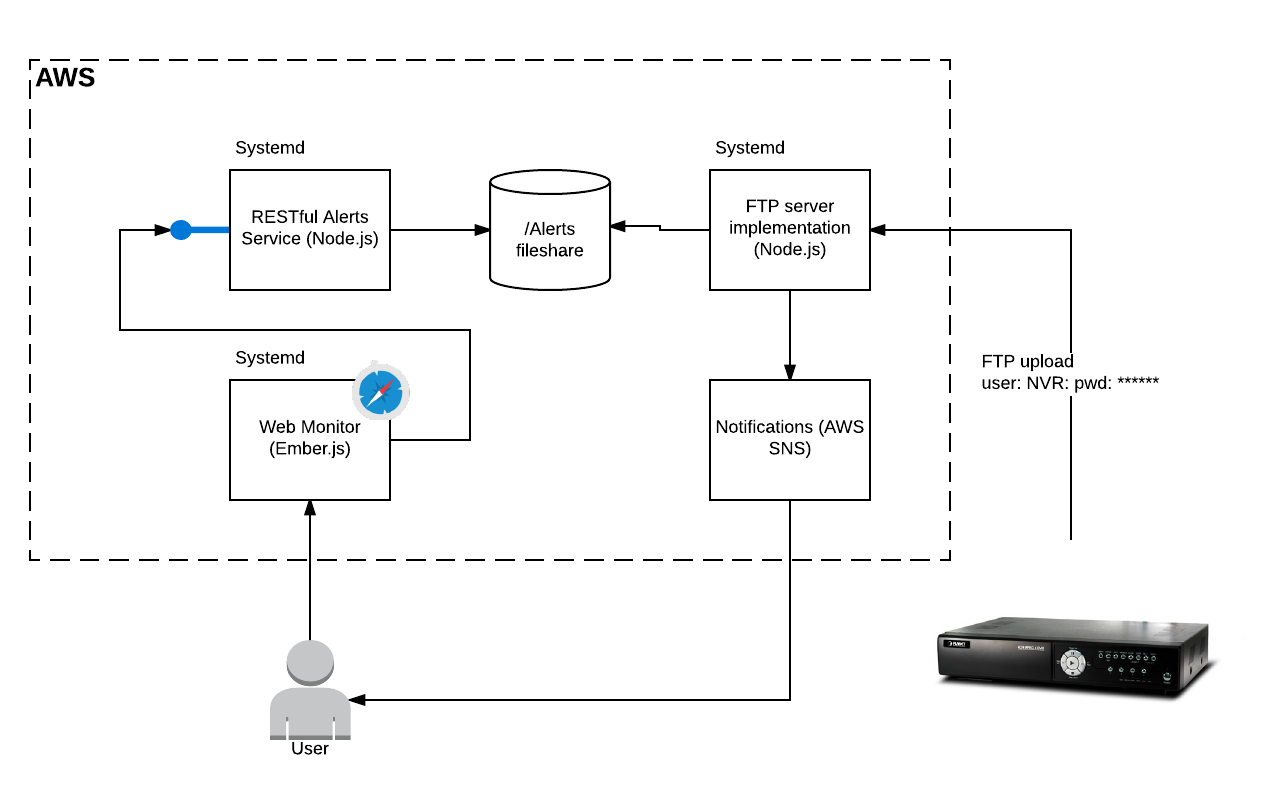 AWS
Systemd
Systemd
RESTful Alerts
Service (Node.js)
/Alerts
fileshare
FTP server
implementation
(Node.js)
FTP upload
user: NVR: pwd: ******
Systemd
Web Monitor
(Ember.js)
Notifications (AWS
SNS)
User